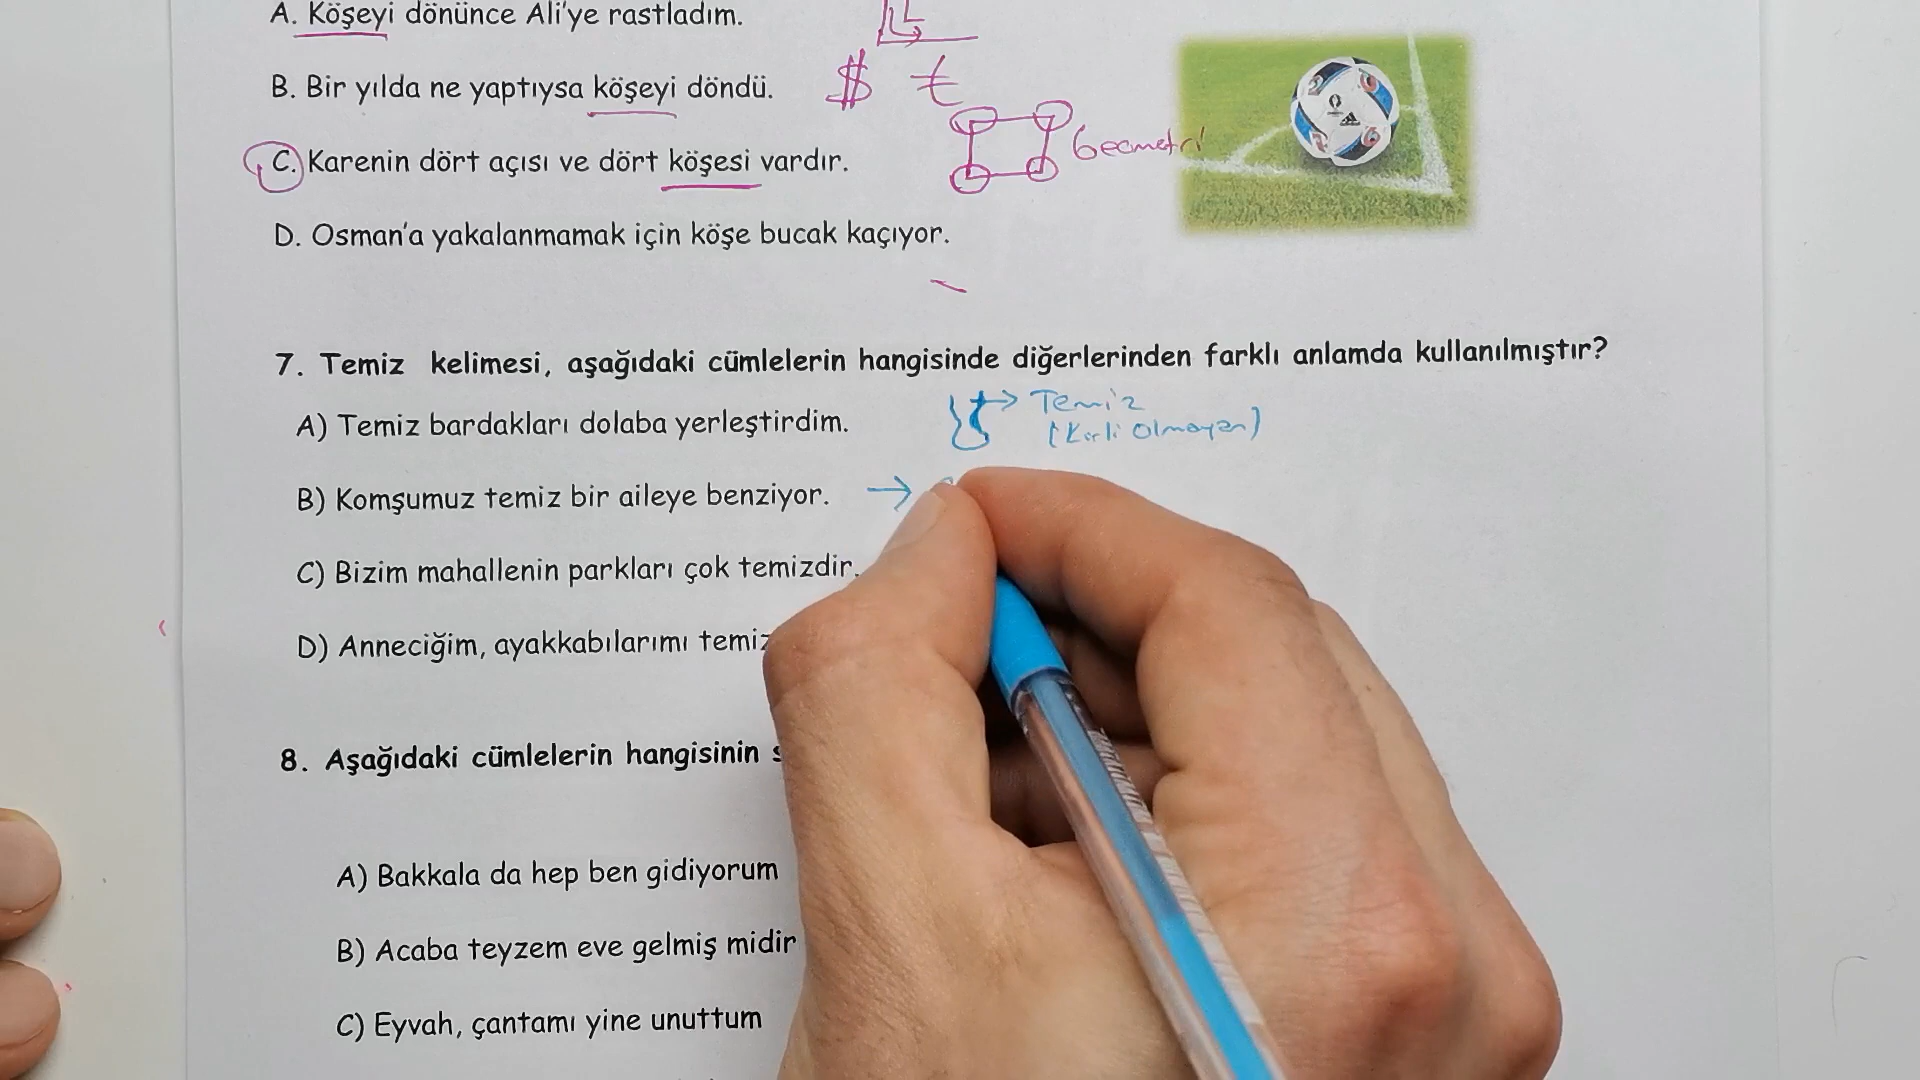 A. Köşeyi dönünce Ali'ye rastladım.
B. Bir yılda ne yaptıysa köşeyi döndü.
$ ₺
C. Karenin dört açısı ve dört köşesi vardır.
Geometri
D. Osman'a yakalanmamak için köşe bucak kaçıyor.
7. Temiz kelimesi, aşağıdaki cümlelerin hangisinde diğerlerinden farklı anlamda kullanılmıştır?
A) Temiz bardakları dolaba yerleştirdim.
→ Temiz
(Kirli olmayan)
B) Komşumuz temiz bir aileye benziyor. →
C) Bizim mahallenin parkları çok temizdir.
D) Anneciğim, ayakkabılarımı
8. Aşağıdaki cümlelerin hangisinin
A) Bakkala da hep ben gidiyorum
B) Acaba teyzem eve gelmiş midir
C) Eyvah, çantamı yine unuttum